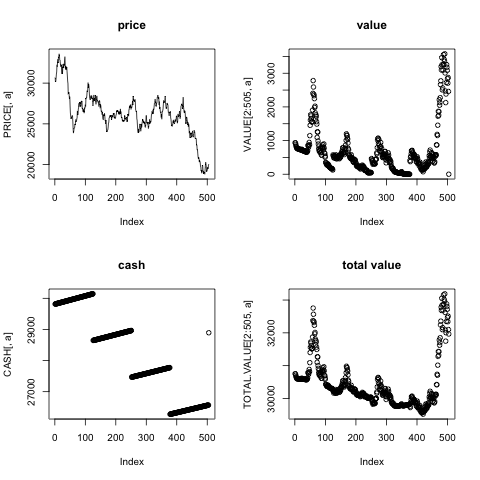 price
PRICE[, a]
30000
25000
20000
0 100 200 300 400 500
Index
value
VALUE[2:505, a]
3000
2000
1000
0
0 100 200 300 400 500
Index
cash
CASH[, a]
29000
27000
0 100 200 300 400 500
Index
total value
TOTAL.VALUE[2:505, a]
32000
30000
0 100 200 300 400 500
Index